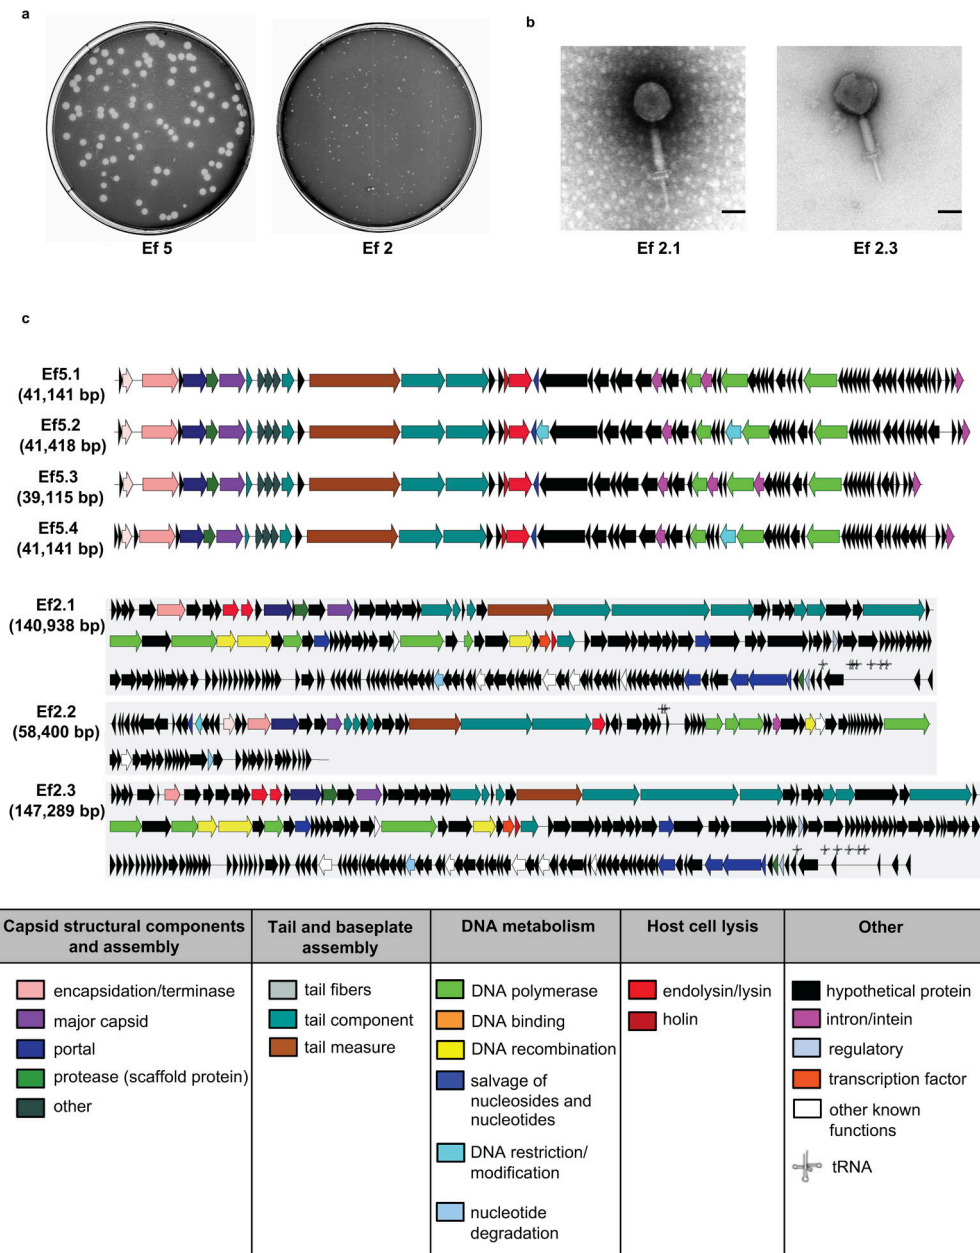 a
b
Ef 5
Ef 2
Ef 2.1
Ef 2.3
c
Ef5.1
(41,141 bp)
Ef5.2
(41,418 bp)
Ef5.3
(39,115 bp)
Ef5.4
(41,141 bp)
Ef2.1
(140,938 bp)
Ef2.2
(58,400 bp)
Ef2.3
(147,289 bp)
Capsid structural components
and assembly
encapsidation/terminase
major capsid
portal
protease (scaffold protein)
other
Tail and baseplate
assembly
tail fibers
tail component
tail measure
DNA metabolism
DNA polymerase
DNA binding
DNA recombination
salvage of
nucleosides and
nucleotides
DNA restriction/
modification
nucleotide
degradation
Host cell lysis
endolysin/lysin
holin
Other
hypothetical protein
intron/intein
regulatory
transcription factor
other known
functions
tRNA